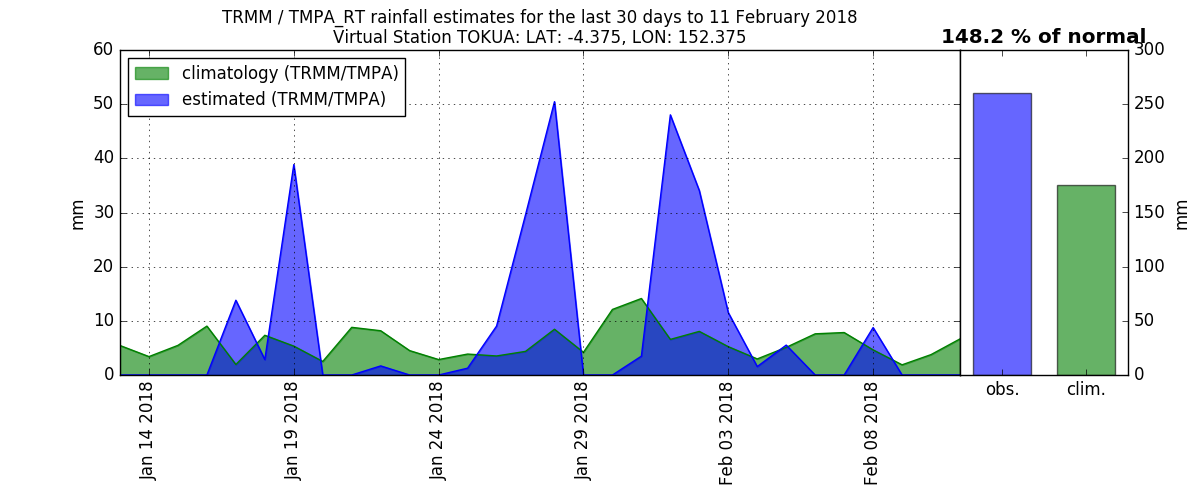 TRMM / TMPA_RT rainfall estimates for the last 30 days to 11 February 2018
Virtual Station TOKUA: LAT: -4.375, LON: 152.375
148.2 % of normal
climatology (TRMM/TMPA)
estimated (TRMM/TMPA)
60
50
40
30
20
10
0
mm
Jan 14 2018
Jan 19 2018
Jan 24 2018
Jan 29 2018
Feb 03 2018
Feb 08 2018
300
250
200
150
100
50
0
mm
obs.
clim.